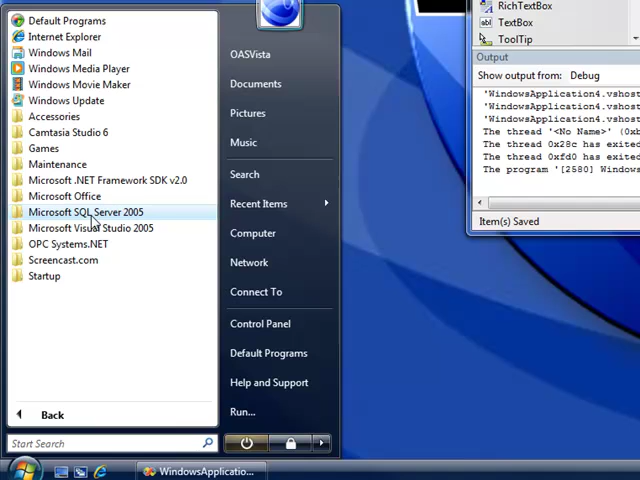 Default Programs
Internet Explorer
Windows Mail
Windows Media Player
Windows Movie Maker
Windows Update
Accessories
Camtasia Studio 6
Games
Maintenance
Microsoft .NET Framework SDK v2.0
Microsoft Office
Microsoft SQL Server 2005
Microsoft Visual Studio 2005
OPC Systems.NET
Screencast.com
Startup
Back
Start Search
OASVista
Documents
Pictures
Music
Search
Recent Items
Computer
Network
Connect To
Control Panel
Default Programs
Help and Support
Run...
RichTextBox
abl TextBox
ToolTip
Output
Show output from: Debug
'WindowsApplication4.vshost
'WindowsApplication4.vshost
'WindowsApplication4.vshost
The thread '<No Name>' (0xb
The thread 0x28c has exited
The thread 0xfd0 has exited
The program '[2580] Windows
Item(s) Saved
WindowsApplicatio...